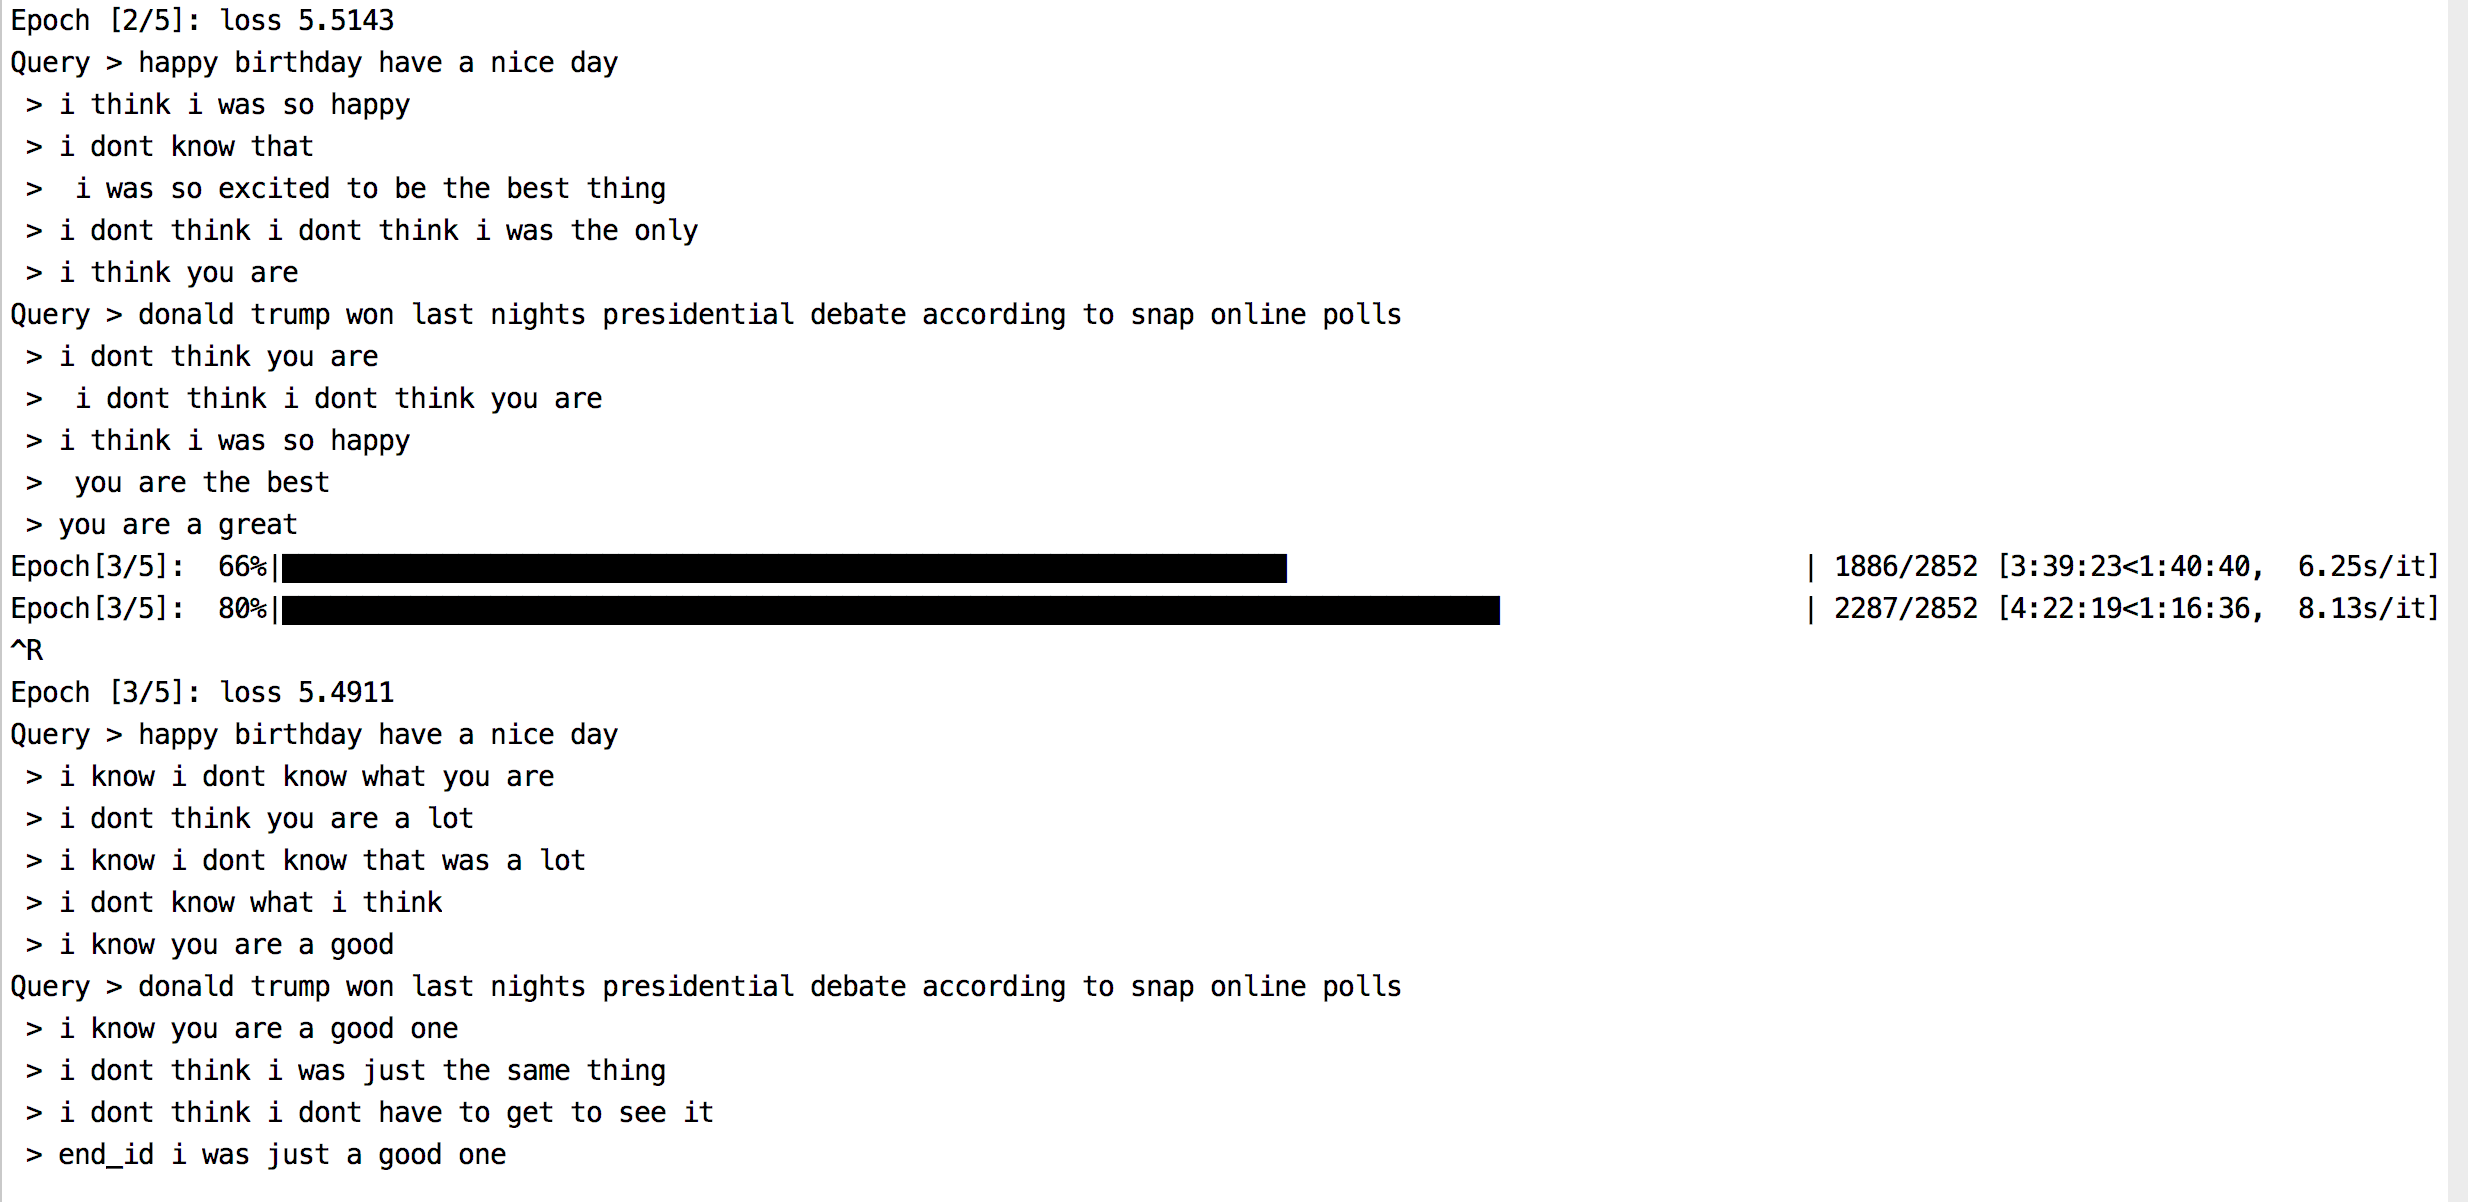 Epoch [2/5]: loss 5.5143
Query > happy birthday have a nice day
 > i think i was so happy
 > i dont know that
 >  i was so excited to be the best thing
 > i dont think i dont think i was the only
 > i think you are
Query > donald trump won last nights presidential debate according to snap online polls
 > i dont think you are
 >  i dont think i dont think you are
 > i think i was so happy
 >  you are the best
 > you are a great
Epoch[3/5]:  66%| | 1886/2852 [3:39:23<1:40:40,  6.25s/it]
Epoch[3/5]:  80%| | 2287/2852 [4:22:19<1:16:36,  8.13s/it]
^R
Epoch [3/5]: loss 5.4911
Query > happy birthday have a nice day
 > i know i dont know what you are
 > i dont think you are a lot
 > i know i dont know that was a lot
 > i dont know what i think
 > i know you are a good
Query > donald trump won last nights presidential debate according to snap online polls
 > i know you are a good one
 > i dont think i was just the same thing
 > i dont think i dont have to get to see it
 > end_id i was just a good one